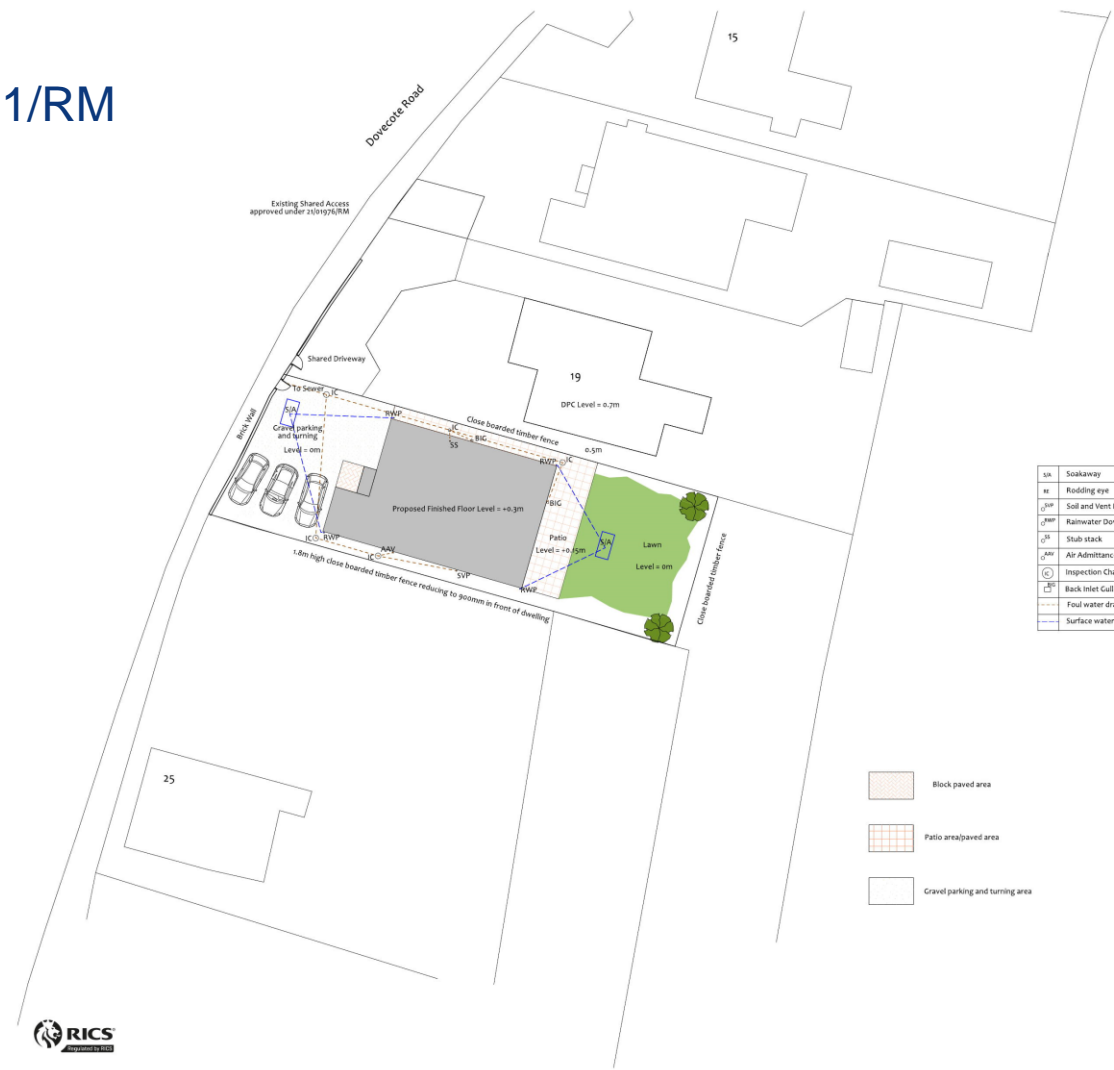 1/RM
15
Dovecote Road
Existing Shared Access
approved under 21/01976/RM
Shared Driveway
19
DPC Level = 0.7m
To Sewer
IC
Brick Wall
S/A
RWP
Gravel parking
and turning
Level = 0m
Close boarded timber fence
IC
BIG
SS
0.5m
RWP
IC
Proposed Finished Floor Level = +0.3m
BIG
Patio
Level = +0.15m
S/A
Lawn
Level = 0m
Close boarded timber fence
IC
RWP
AAV
IC
SVP
RWP
1.8m high close boarded timber fence reducing to 900mm in front of dwelling
25
S/A Soakaway
RE Rodding eye
SVP Soil and Vent
RWP Rainwater
SS Stub stack
AAV Air Admittance
IC Inspection
BIG Back Inlet
Foul water
Surface water
Block paved area
Patio area/paved area
Gravel parking and turning area
RICS
Regulated by RICS